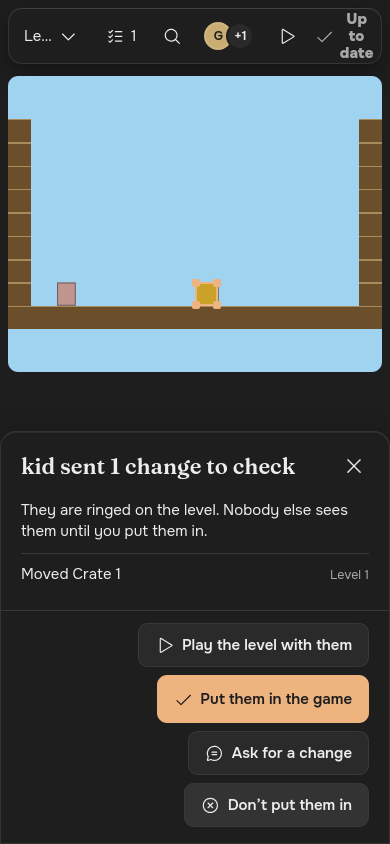 Le...
1
G
+1
Up
to
date
kid sent 1 change to check
They are ringed on the level. Nobody else sees
them until you put them in.
Moved Crate 1
Level 1
Play the level with them
Put them in the game
Ask for a change
Don’t put them in